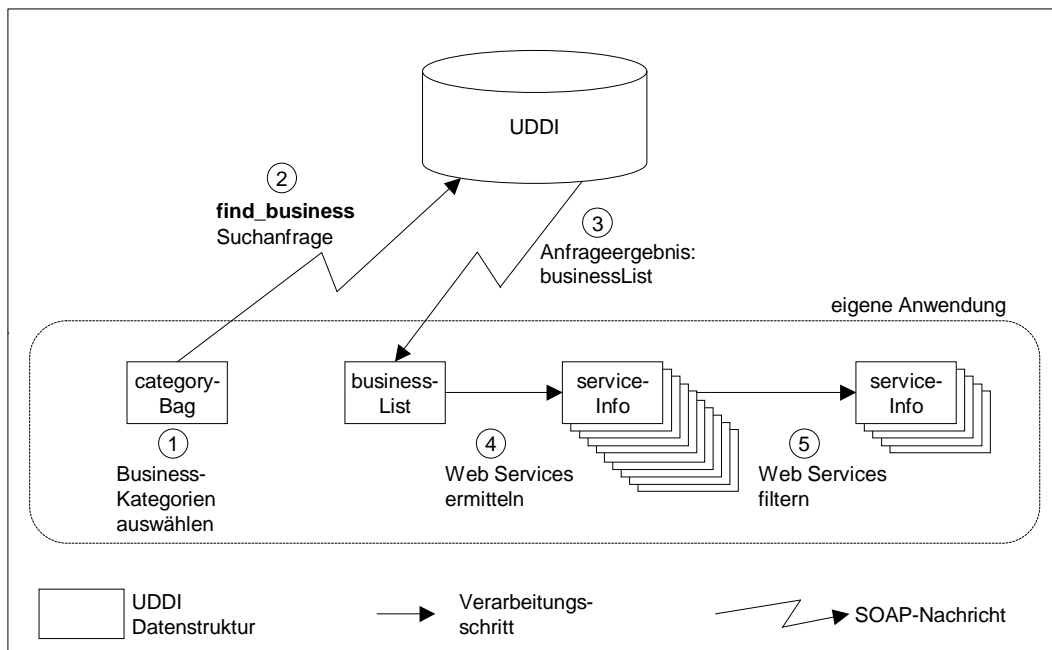 UDDI
2
find_business
Suchanfrage
3
Anfrageergebnis:
businessList
eigene Anwendung
category-
Bag
business-
List
service-
Info
service-
Info
1
Business-
Kategorien
auswählen
4
Web Services
ermitteln
5
Web Services
filtern
UDDI
Datenstruktur
Verarbeitungs-
schritt
SOAP-Nachricht